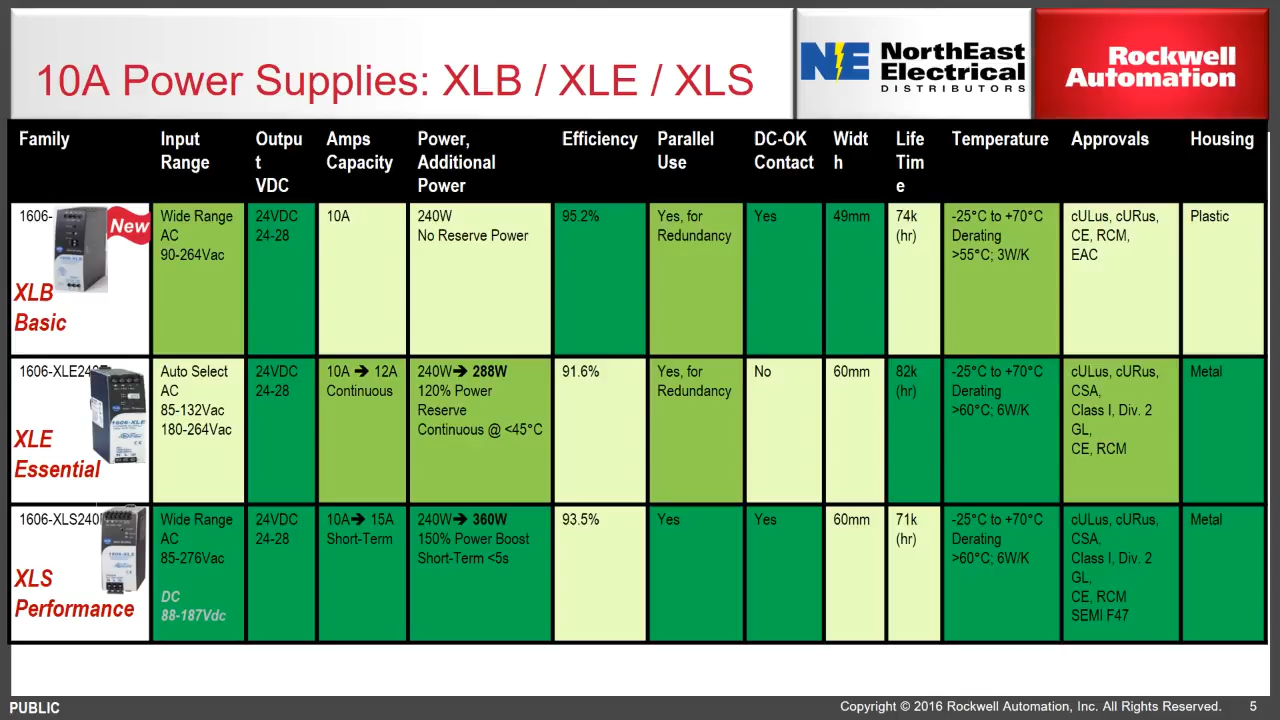 10A Power Supplies: XLB / XLE / XLS
NE NorthEast
Electrical
DISTRIBUTORS
Rockwell
Automation
Family
Input
Range
Outpu
t
VDC
Amps
Capacity
Power,
Additional
Power
Efficiency
Parallel
Use
DC-OK
Contact
Widt
h
Life
Tim
e
Temperature
Approvals
Housing
1606-
New
XLB
Basic
Wide Range
AC
90-264Vac
24VDC
24-28
10A
240W
No Reserve Power
95.2%
Yes, for
Redundancy
Yes
49mm
74k
(hr)
-25°C to +70°C
Derating
>55°C; 3W/K
cULus, cURus,
CE, RCM,
EAC
Plastic
1606-XLE240
1606-XLE
XLE
Essential
Auto Select
AC
85-132Vac
180-264Vac
24VDC
24-28
10A ➔ 12A
Continuous
240W➔ 288W
120% Power
Reserve
Continuous @ <45°C
91.6%
Yes, for
Redundancy
No
60mm
82k
(hr)
-25°C to +70°C
Derating
>60°C; 6W/K
cULus, cURus,
CSA,
Class I, Div. 2
GL,
CE, RCM
Metal
1606-XLS240
XLS
Performance
Wide Range
AC
85-276Vac
DC
88-187Vdc
24VDC
24-28
10A➔ 15A
Short-Term
240W➔ 360W
150% Power Boost
Short-Term <5s
93.5%
Yes
Yes
60mm
71k
(hr)
-25°C to +70°C
Derating
>60°C; 6W/K
cULus, cURus,
CSA,
Class I, Div. 2
GL,
CE, RCM
SEMI F47
Metal
PUBLIC
Copyright © 2016 Rockwell Automation, Inc. All Rights Reserved.
5